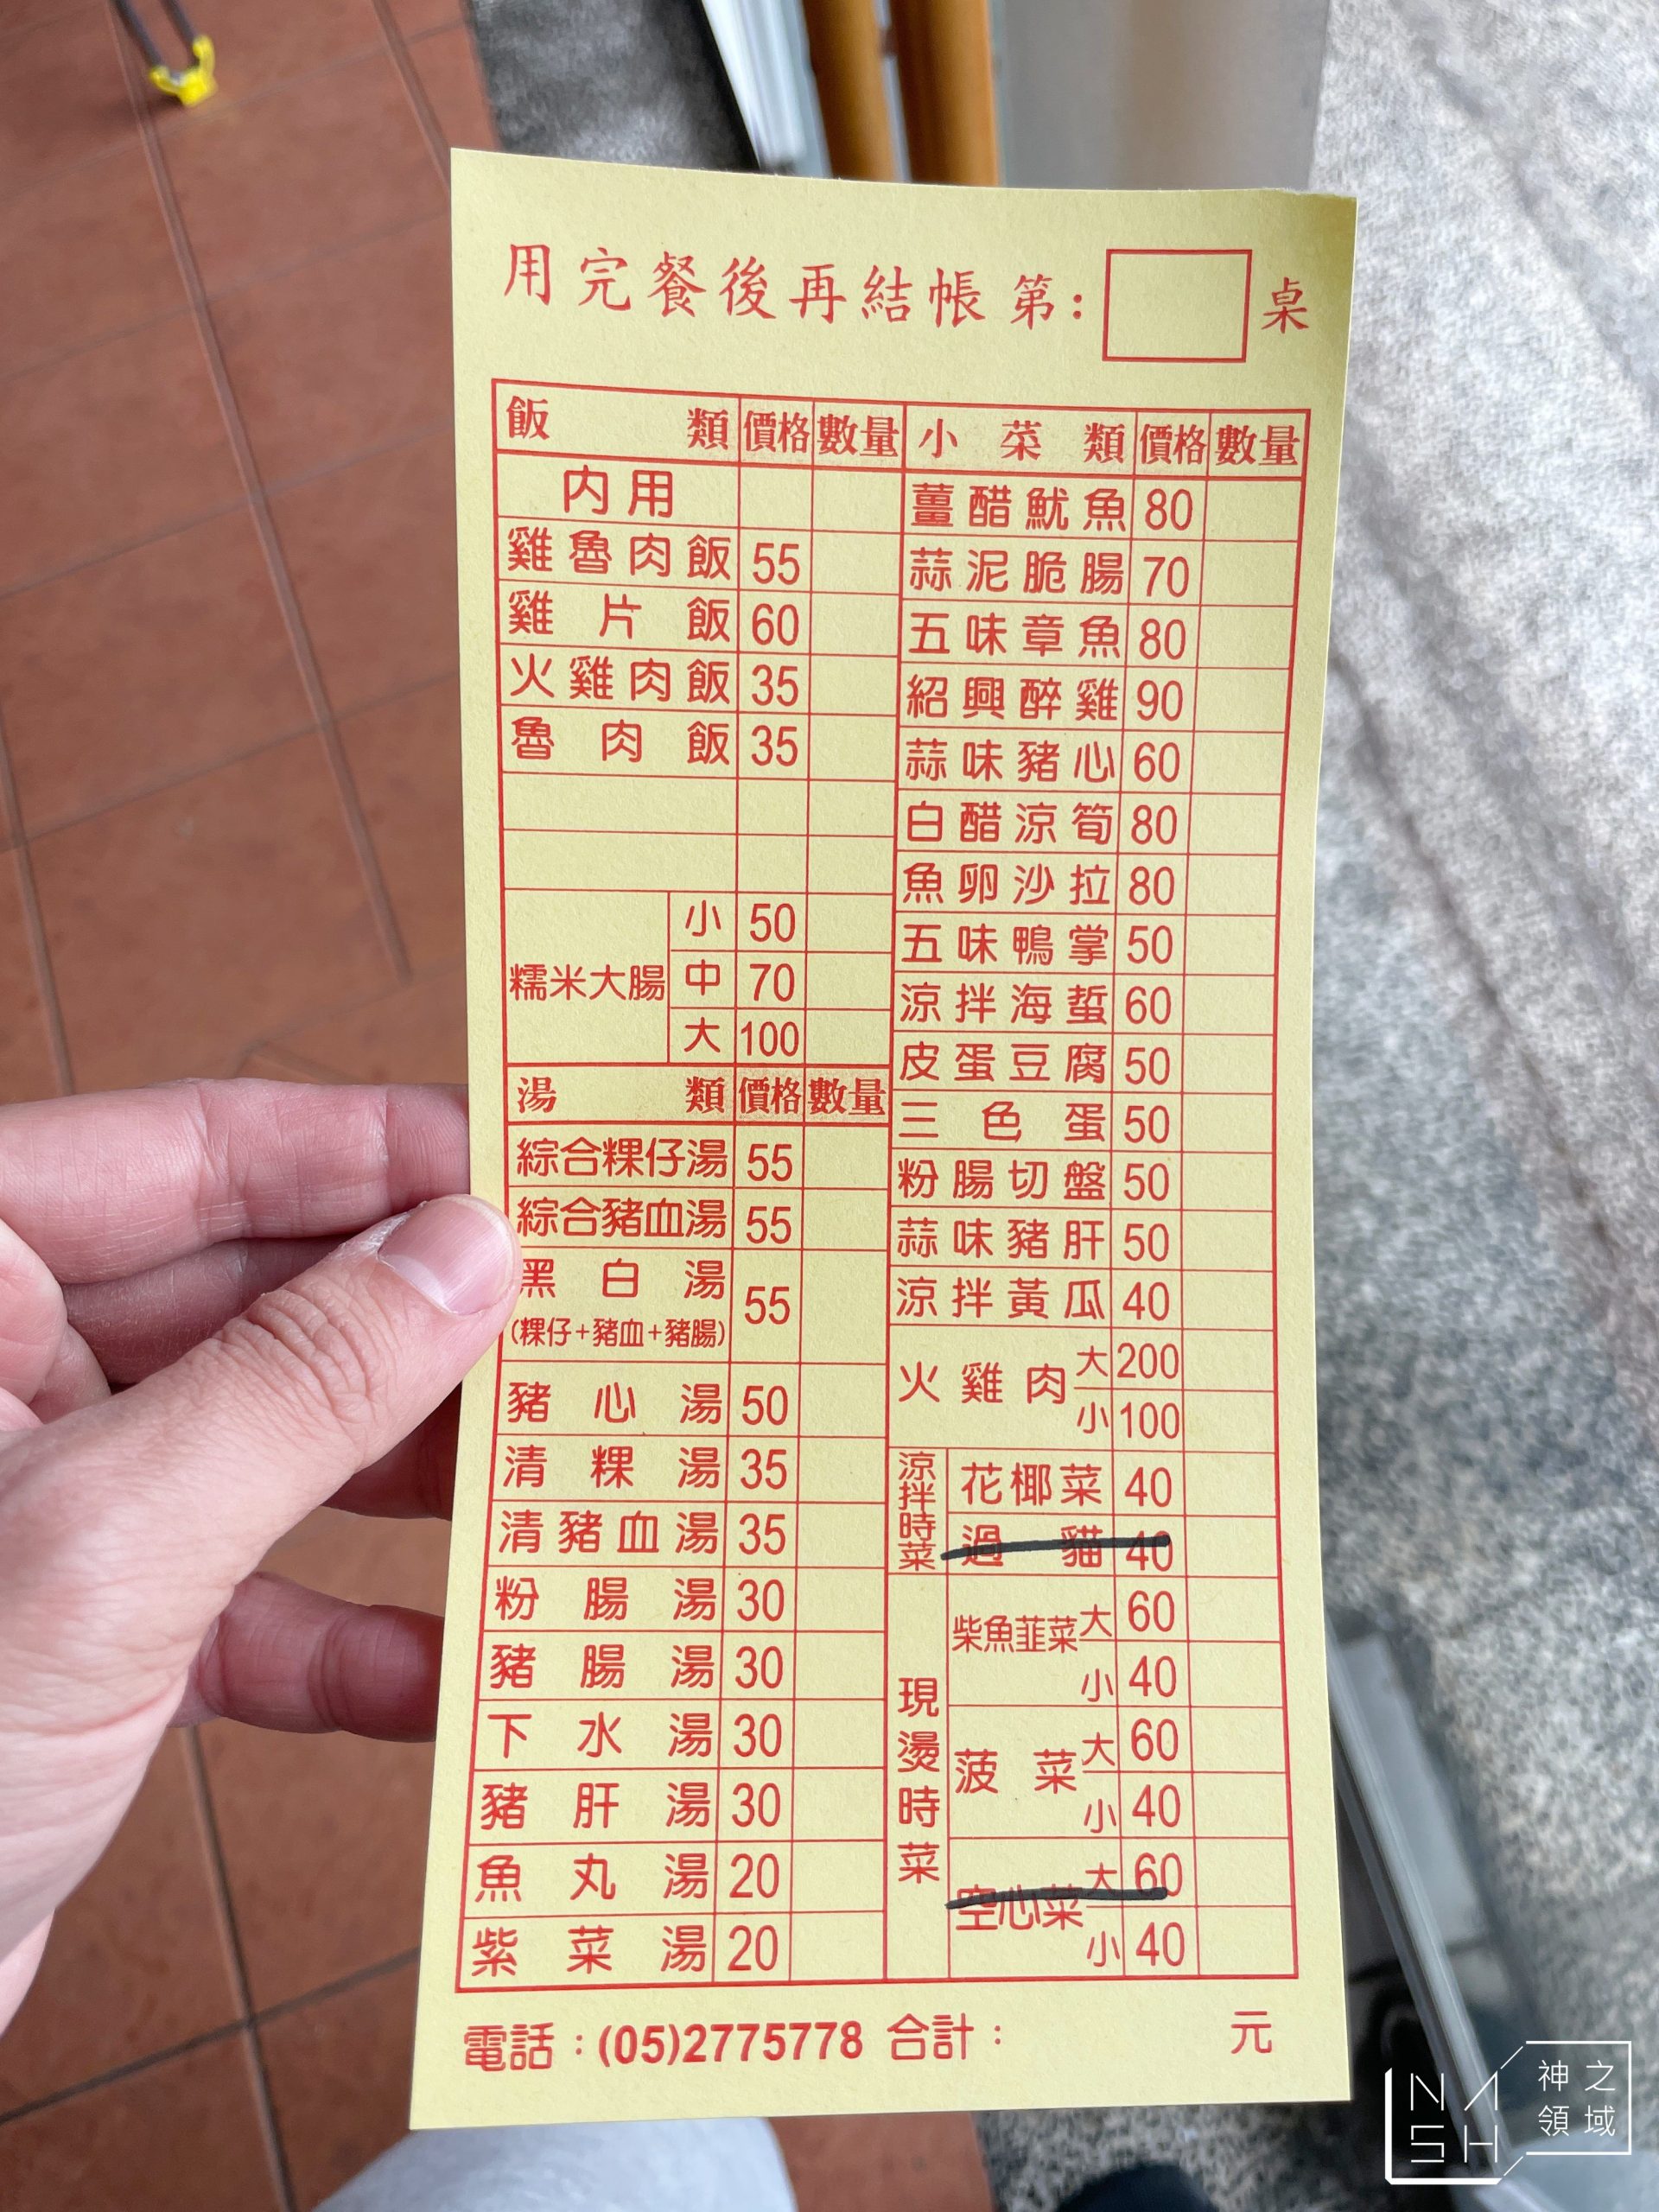 用完餐後再結帳 第: 桌
飯類 價格 數量
內用
雞魯肉飯 55
雞片飯 60
火雞肉飯 35
魯肉飯 35
糯米大腸 小 50
中 70
大 100
湯類 價格 數量
綜合粿仔湯 55
綜合豬血湯 55
黑白湯 55
(粿仔+豬血+豬腸)
豬心湯 50
清粿湯 35
清豬血湯 35
粉腸湯 30
豬腸湯 30
下水湯 30
豬肝湯 30
魚丸湯 20
紫菜湯 20
小菜類 價格 數量
薑醋魷魚 80
蒜泥脆腸 70
五味章魚 80
紹興醉雞 90
蒜味豬心 60
白醋涼筍 80
魚卵沙拉 80
五味鴨掌 50
涼拌海蜇 60
皮蛋豆腐 50
三色蛋 50
粉腸切盤 50
蒜味豬肝 50
涼拌黃瓜 40
火雞肉 大 200
小 100
涼拌時菜
花椰菜 40
過貓 40
現燙時菜
柴魚韮菜 大 60
小 40
菠菜 大 60
小 40
空心菜 大 60
小 40
電話:(05)2775778 合計: 元
NASH 神之領域